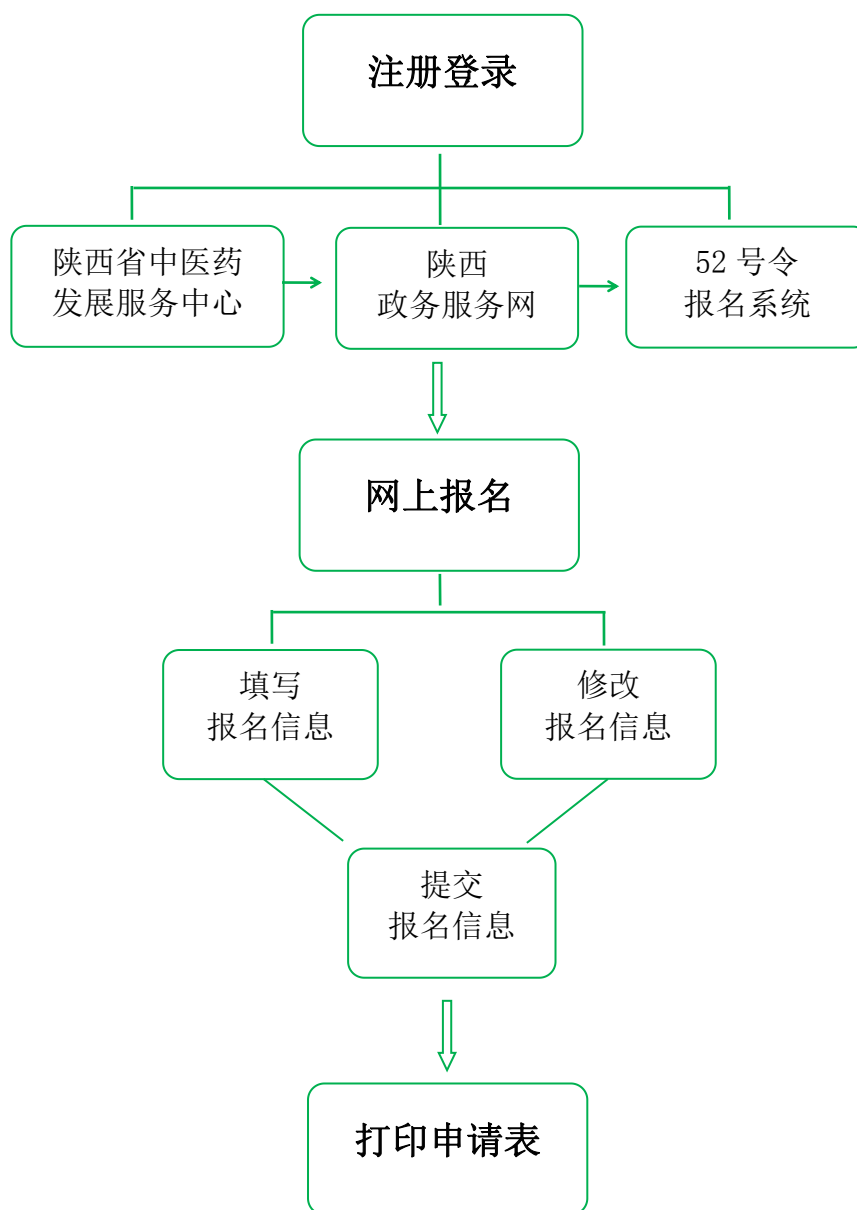 注册登录
陕西省中医药
发展服务中心
陕西
政务服务网
52 号令
报名系统
网上报名
填写
报名信息
修改
报名信息
提交
报名信息
打印申请表